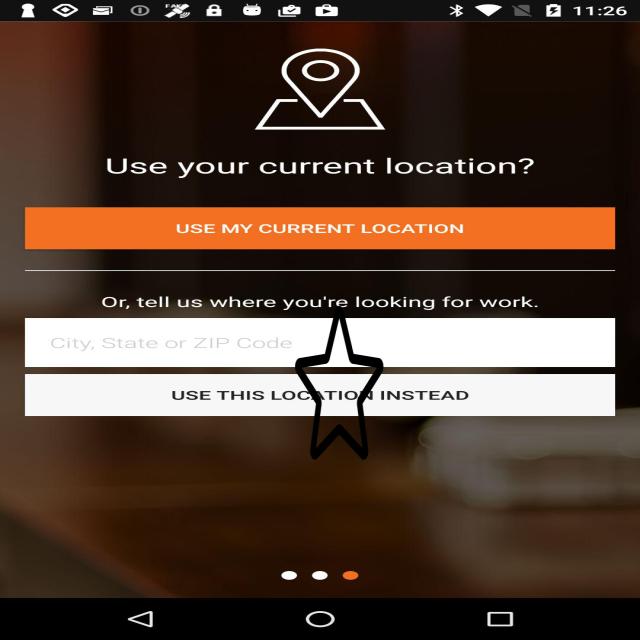 FAKE
11:26
Use your current location?
USE MY CURRENT LOCATION
Or, tell us where you're looking for work.
City, State or ZIP Code
USE THIS LOCATION INSTEAD